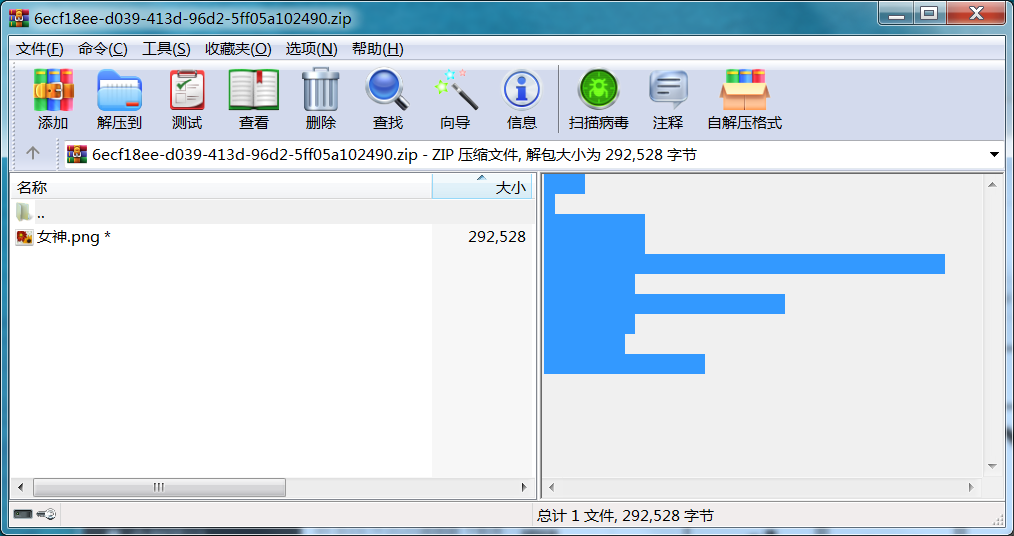 6ecf18ee-d039-413d-96d2-5ff05a102490.zip
文件(F) 命令(C) 工具(S) 收藏夹(O) 选项(N) 帮助(H)
添加 解压到 测试 查看 删除 查找 向导 信息 扫描病毒 注释 自解压格式
6ecf18ee-d039-413d-96d2-5ff05a102490.zip - ZIP 压缩文件, 解包大小为 292,528 字节
名称 大小
..
女神.png * 292,528
总计 1 文件, 292,528 字节